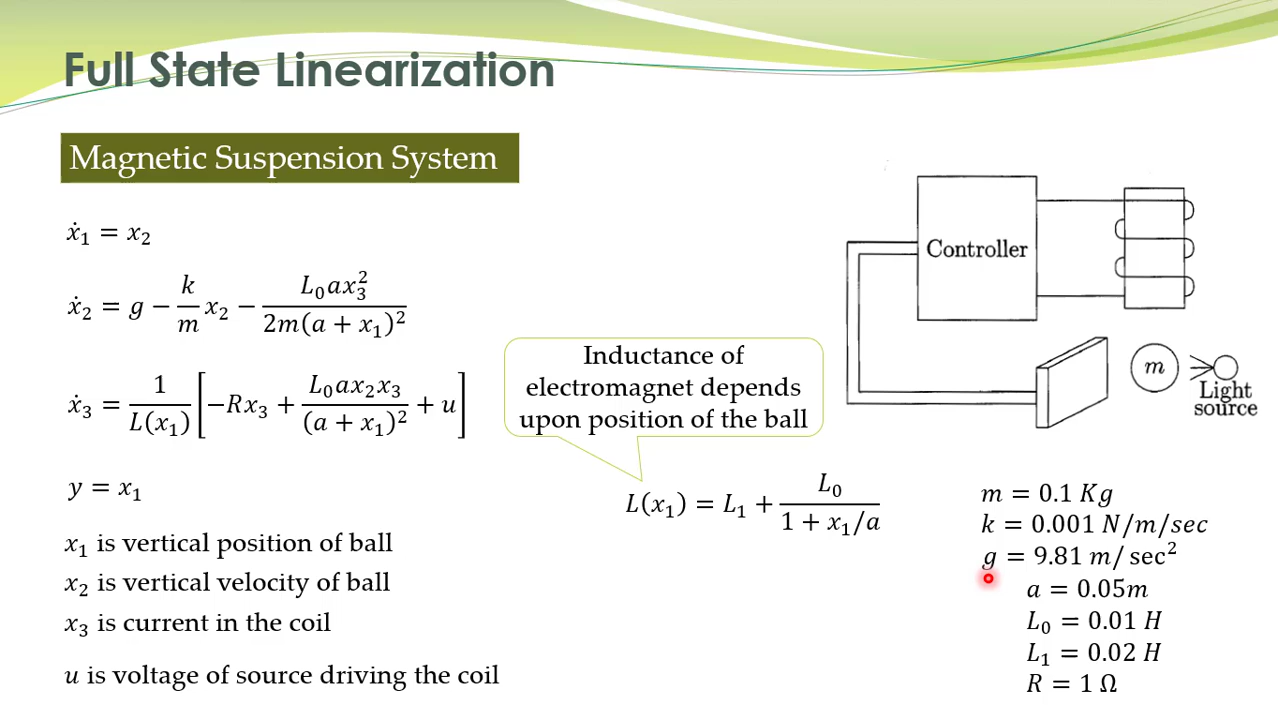 Full State Linearization
Magnetic Suspension System
ẋ₁ = x₂
ẋ₂ = g − (k/m) x₂ − L₀ax₃² / 2m(a + x₁)²
ẋ₃ = 1/L(x₁) [−Rx₃ + L₀ax₂x₃ / (a + x₁)² + u]
y = x₁
x₁ is vertical position of ball
x₂ is vertical velocity of ball
x₃ is current in the coil
u is voltage of source driving the coil
Inductance of
electromagnet depends
upon position of the ball
L(x₁) = L₁ + L₀ / (1 + x₁/a)
Controller
m
Light
source
m = 0.1 Kg
k = 0.001 N/m/sec
g = 9.81 m/ sec²
a = 0.05m
L₀ = 0.01 H
L₁ = 0.02 H
R = 1 Ω